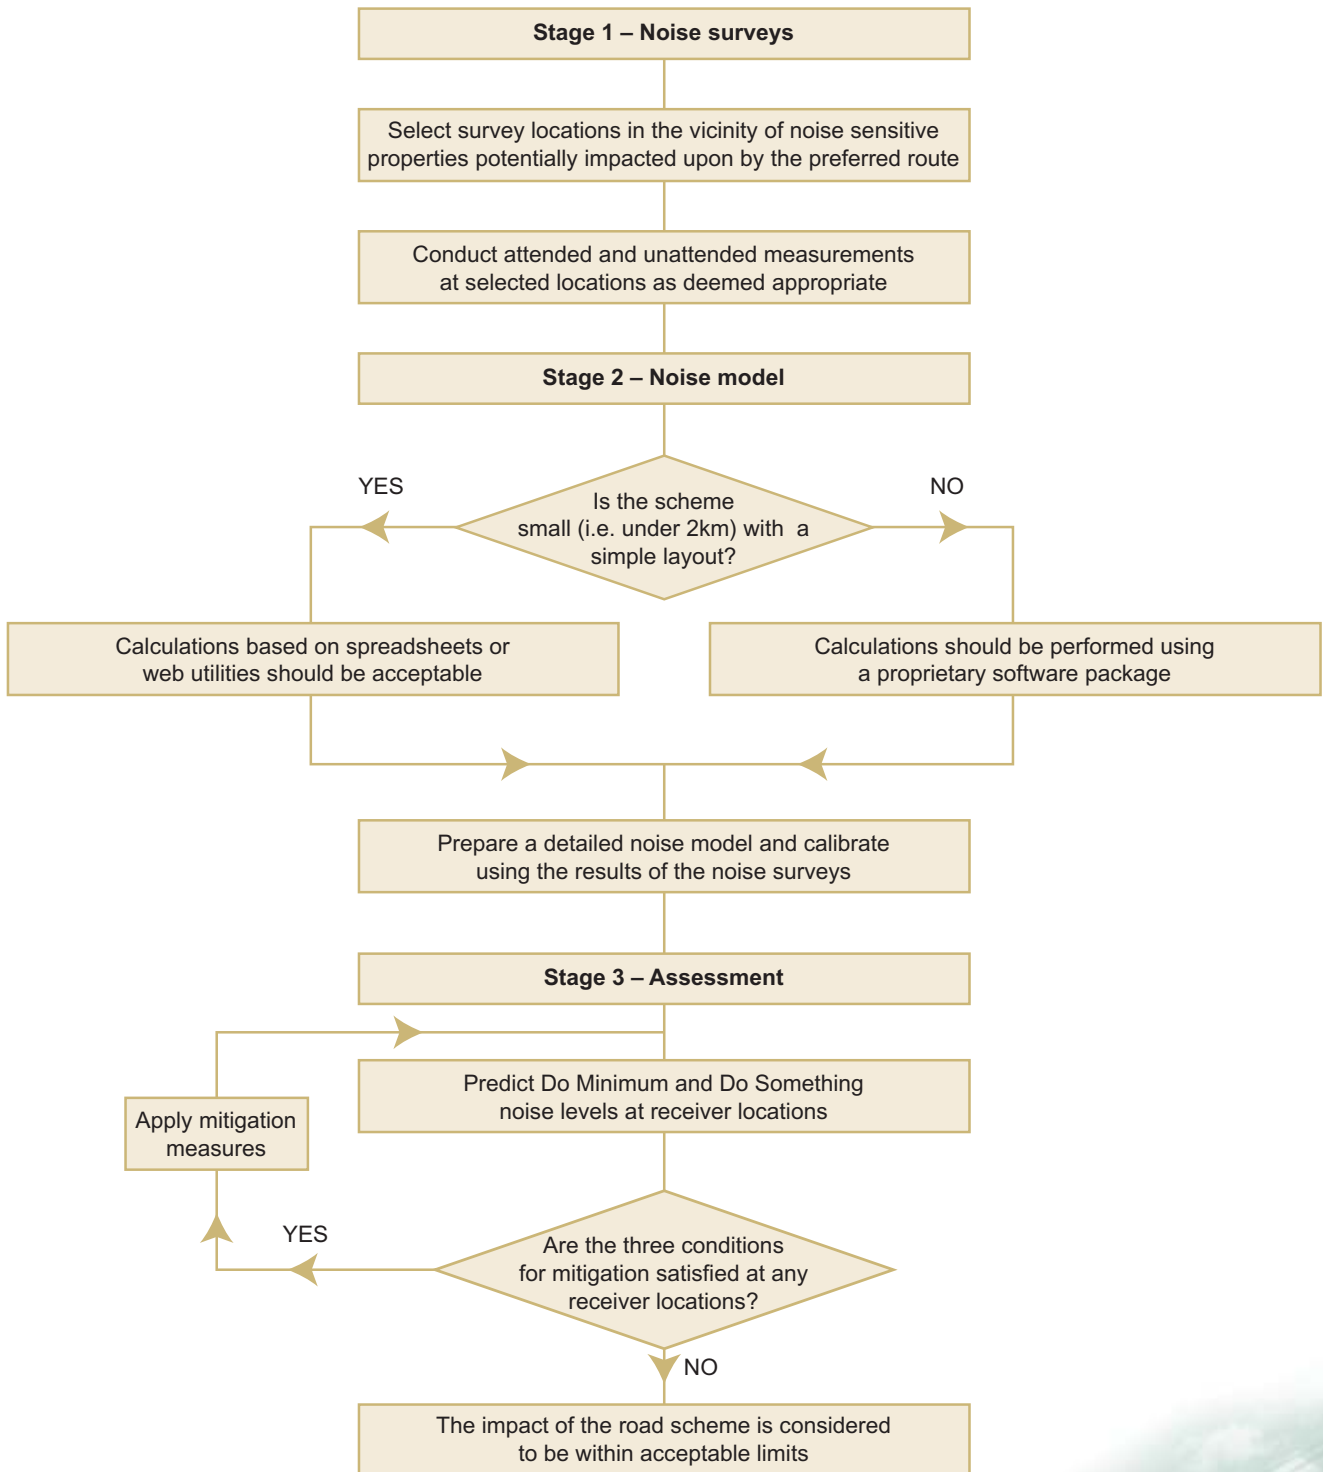 Stage 1 – Noise surveys
Select survey locations in the vicinity of noise sensitive
properties potentially impacted upon by the preferred route
Conduct attended and unattended measurements
at selected locations as deemed appropriate
Stage 2 – Noise model
YES
NO
Is the scheme
small (i.e. under 2km) with a
simple layout?
Calculations based on spreadsheets or
web utilities should be acceptable
Calculations should be performed using
a proprietary software package
Prepare a detailed noise model and calibrate
using the results of the noise surveys
Stage 3 – Assessment
Predict Do Minimum and Do Something
noise levels at receiver locations
Apply mitigation
measures
YES
Are the three conditions
for mitigation satisfied at any
receiver locations?
NO
The impact of the road scheme is considered
to be within acceptable limits